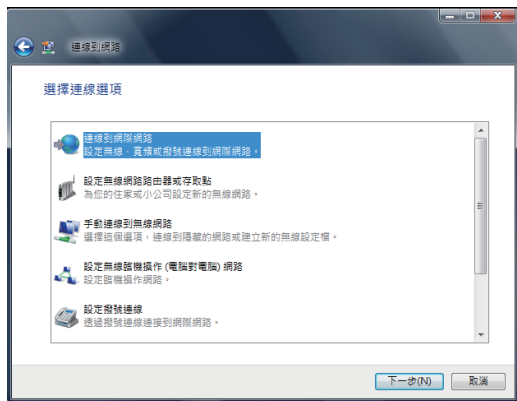 連線到網路
選擇連線選項
連線到網際網路
設定無線、寬頻或撥號連線到網際網路。
設定無線網路路由器或存取點
為您的住家或小公司設定新的無線網路。
手動連線到無線網路
選擇這個選項，連線到隱藏的網路或建立新的無線設定檔。
設定無線臨機操作 (電腦對電腦) 網路
設定臨機操作網路。
設定撥號連線
透過撥號連線連接到網際網路。
下一步(N)
取消